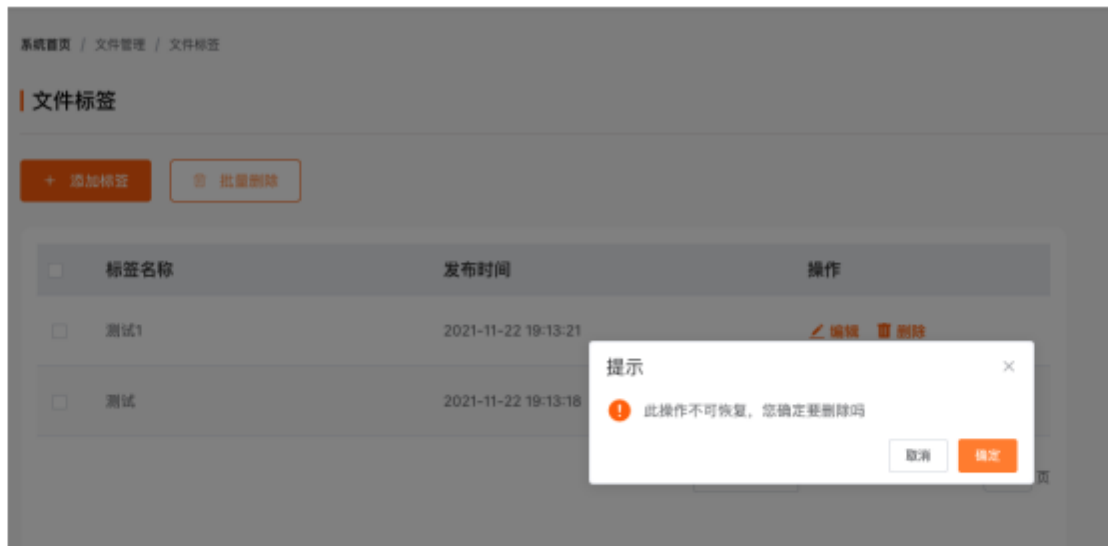 系统首页 / 文件管理 / 文件标签
文件标签
+ 添加标签 批量删除
标签名称 发布时间 操作
测试1 2021-11-22 19:13:21 编辑 删除
测试 2021-11-22 19:13:18
提示
此操作不可恢复，您确定要删除吗
取消 确定
页